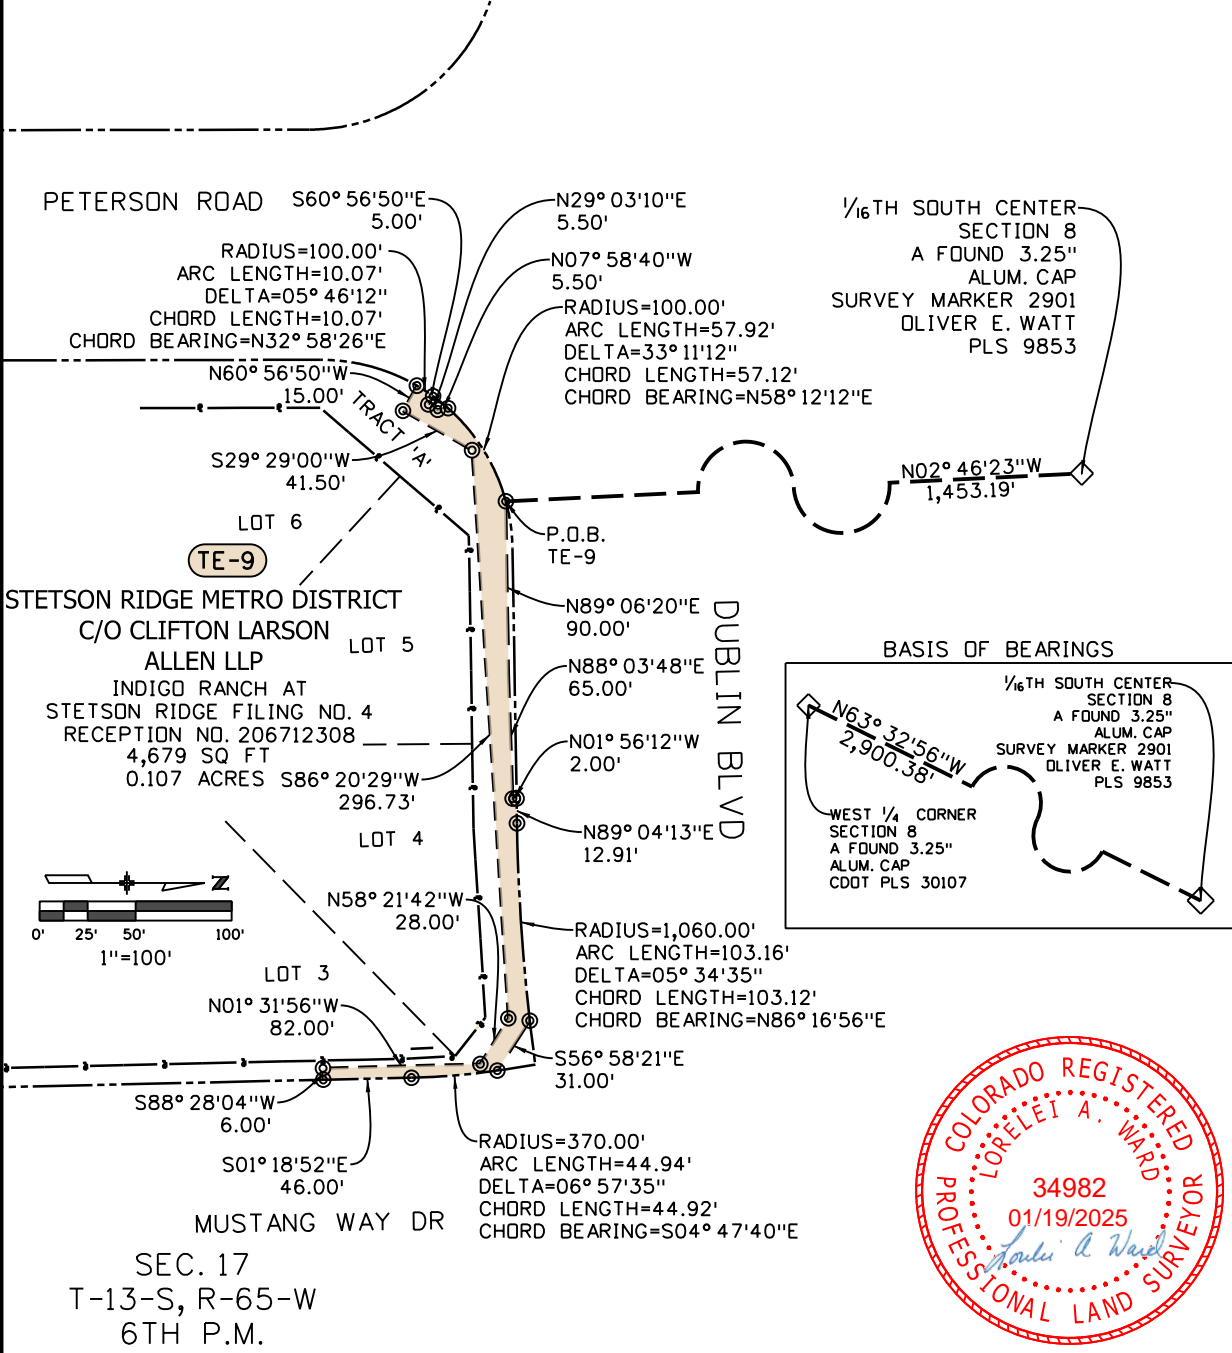 PETERSON ROAD
S60°56'50"E
5.00'
N29°03'10"E
5.50'
RADIUS=100.00'
ARC LENGTH=10.07'
DELTA=05°46'12"
CHORD LENGTH=10.07'
CHORD BEARING=N32°58'26"E
N07°58'40"W
5.50'
RADIUS=100.00'
ARC LENGTH=57.92'
DELTA=33°11'12"
CHORD LENGTH=57.12'
CHORD BEARING=N58°12'12"E
1/16TH SOUTH CENTER
SECTION 8
A FOUND 3.25"
ALUM. CAP
SURVEY MARKER 2901
OLIVER E. WATT
PLS 9853
N60°56'50"W
15.00'
TRACT 'A'
S29°29'00"W
41.50'
N02°46'23"W
1,453.19'
LOT 6
P.O.B.
TE-9
TE-9
STETSON RIDGE METRO DISTRICT
C/O CLIFTON LARSON
ALLEN LLP
INDIGO RANCH AT
STETSON RIDGE FILING NO. 4
RECEPTION NO. 206712308
4,679 SQ FT
0.107 ACRES
LOT 5
N89°06'20"E
90.00'
N88°03'48"E
65.00'
DUBLIN BLVD
S86°20'29"W
296.73'
N01°56'12"W
2.00'
LOT 4
N89°04'13"E
12.91'
BASIS OF BEARINGS
1/16TH SOUTH CENTER
SECTION 8
A FOUND 3.25"
ALUM. CAP
SURVEY MARKER 2901
OLIVER E. WATT
PLS 9853
N63°32'56"W
2,900.38'
WEST 1/4 CORNER
SECTION 8
A FOUND 3.25"
ALUM. CAP
CDOT PLS 30107
N
0' 25' 50' 100'
1"=100'
N58°21'42"W
28.00'
RADIUS=1,060.00'
ARC LENGTH=103.16'
DELTA=05°34'35"
CHORD LENGTH=103.12'
CHORD BEARING=N86°16'56"E
LOT 3
N01°31'56"W
82.00'
S56°58'21"E
31.00'
S88°28'04"W
6.00'
S01°18'52"E
46.00'
RADIUS=370.00'
ARC LENGTH=44.94'
DELTA=06°57'35"
CHORD LENGTH=44.92'
CHORD BEARING=S04°47'40"E
MUSTANG WAY DR
SEC. 17
T-13-S, R-65-W
6TH P.M.
COLORADO REGISTERED
LORELEI A. WARD
34982
01/19/2025
Lorelei A Ward
PROFESSIONAL LAND SURVEYOR